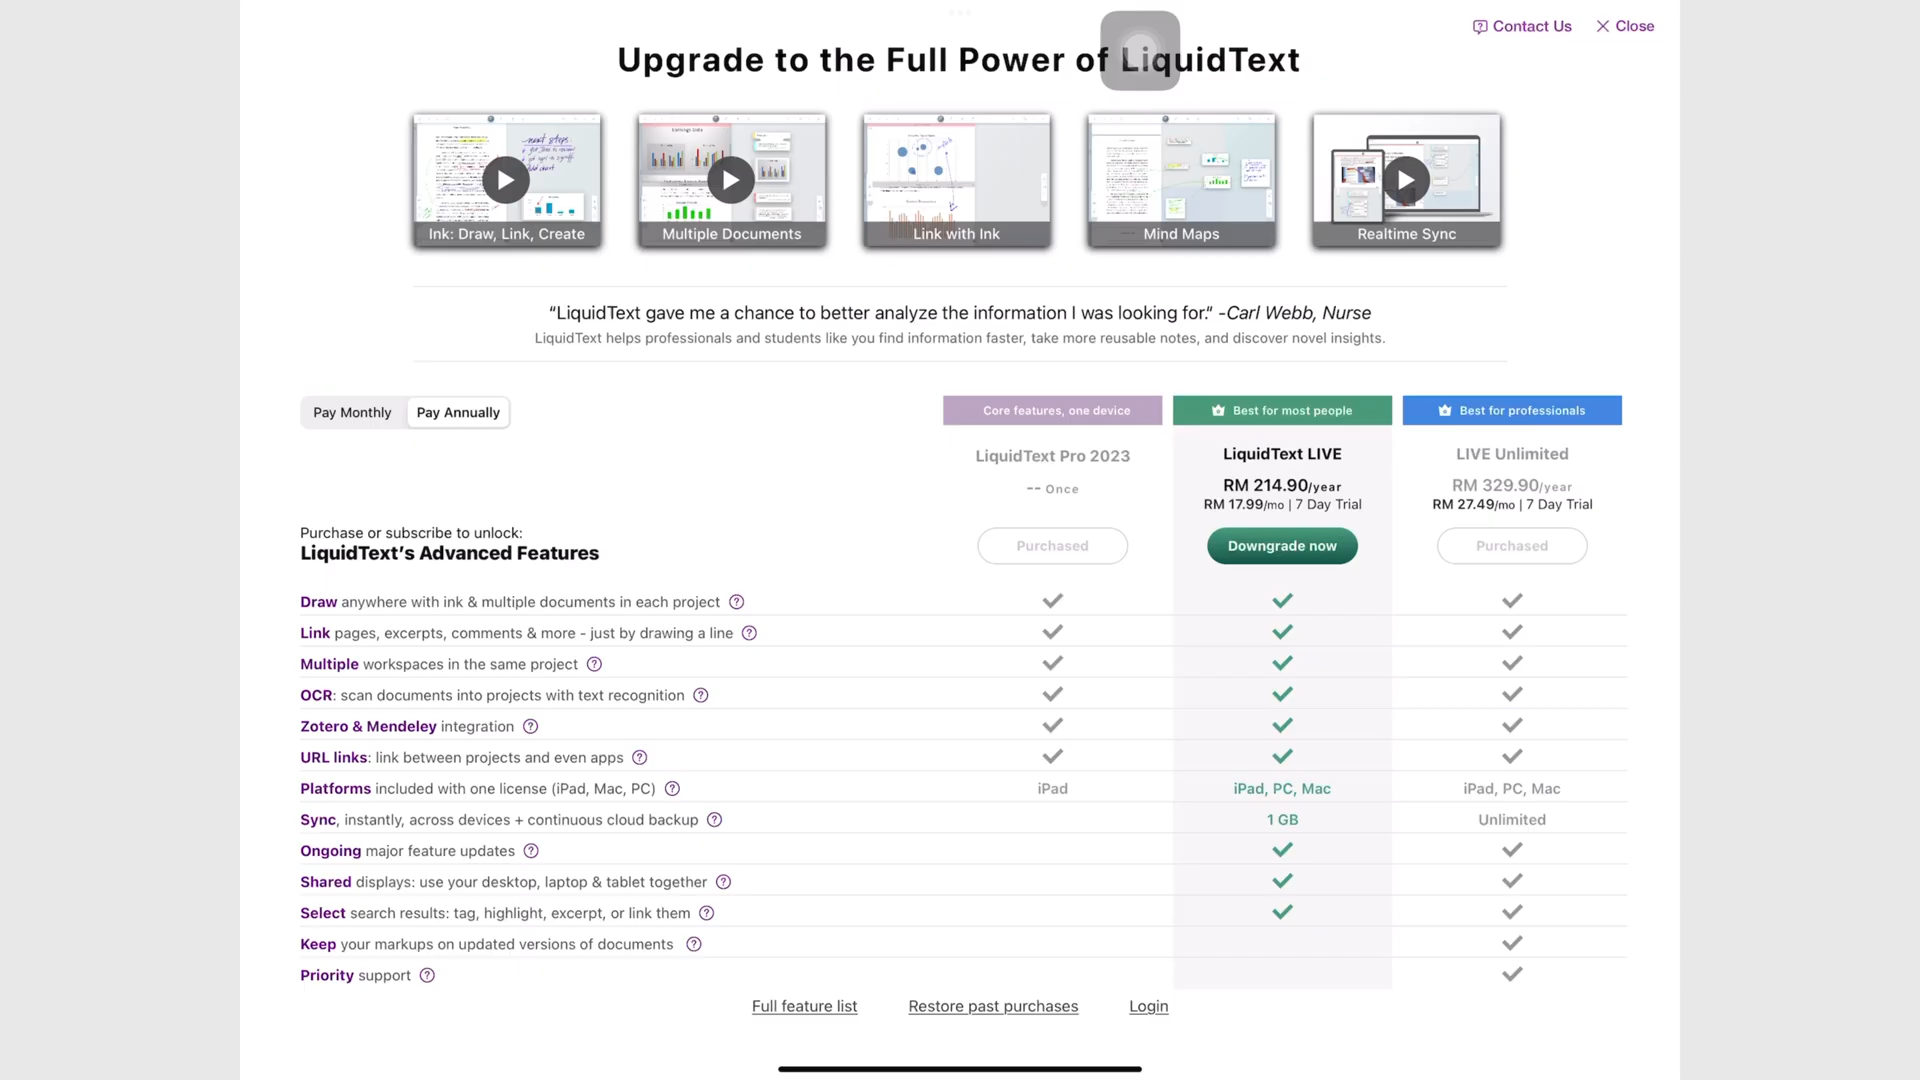 Contact Us
Close
Upgrade to the Full Power of LiquidText
next steps
Ink: Draw, Link, Create
Multiple Documents
Link with Ink
Mind Maps
Realtime Sync
“LiquidText gave me a chance to better analyze the information I was looking for.“ -Carl Webb, Nurse
LiquidText helps professionals and students like you find information faster, take more reusable notes, and discover novel insights.
Pay Monthly Pay Annually
Core features, one device
Best for most people
Best for professionals
LiquidText Pro 2023
LiquidText LIVE
LIVE Unlimited
-- Once
RM 214.90/year
RM 17.99/mo | 7 Day Trial
RM 329.90/year
RM 27.49/mo | 7 Day Trial
Purchase or subscribe to unlock:
LiquidText’s Advanced Features
Purchased
Downgrade now
Purchased
Draw anywhere with ink & multiple documents in each project ?
Link pages, excerpts, comments & more - just by drawing a line ?
Multiple workspaces in the same project ?
OCR: scan documents into projects with text recognition ?
Zotero & Mendeley integration ?
URL links: link between projects and even apps ?
Platforms included with one license (iPad, Mac, PC) ? iPad iPad, PC, Mac iPad, PC, Mac
Sync, instantly, across devices + continuous cloud backup ? 1 GB Unlimited
Ongoing major feature updates ?
Shared displays: use your desktop, laptop & tablet together ?
Select search results: tag, highlight, excerpt, or link them ?
Keep your markups on updated versions of documents ?
Priority support ?
Full feature list Restore past purchases Login